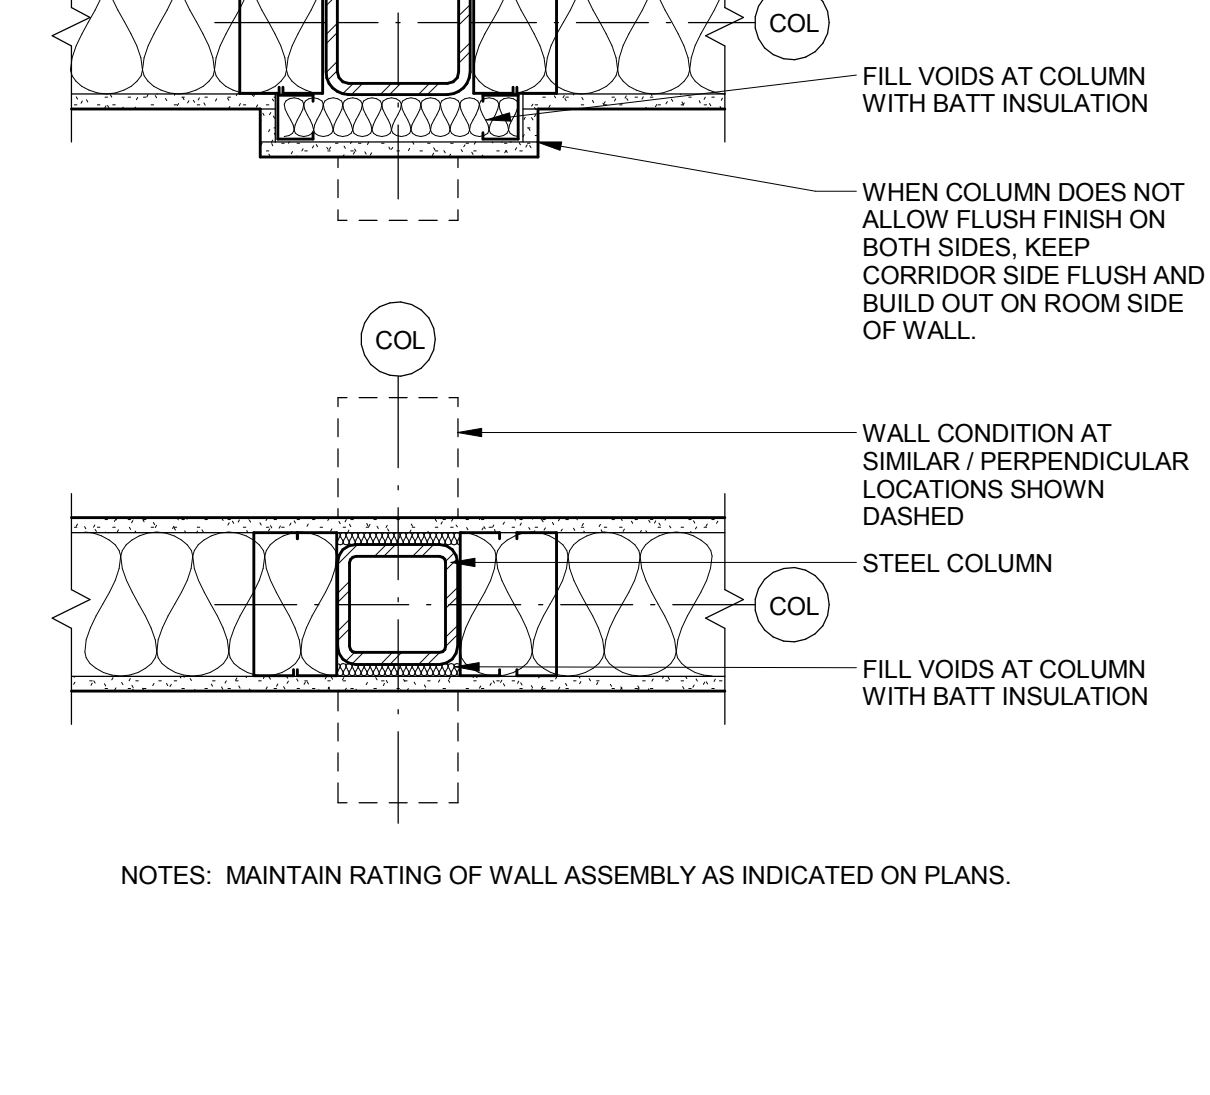 COL
FILL VOIDS AT COLUMN
WITH BATT INSULATION
WHEN COLUMN DOES NOT
ALLOW FLUSH FINISH ON
BOTH SIDES, KEEP
CORRIDOR SIDE FLUSH AND
BUILD OUT ON ROOM SIDE
OF WALL.
COL
WALL CONDITION AT
SIMILAR / PERPENDICULAR
LOCATIONS SHOWN
DASHED
STEEL COLUMN
COL
FILL VOIDS AT COLUMN
WITH BATT INSULATION
NOTES:  MAINTAIN RATING OF WALL ASSEMBLY AS INDICATED ON PLANS.